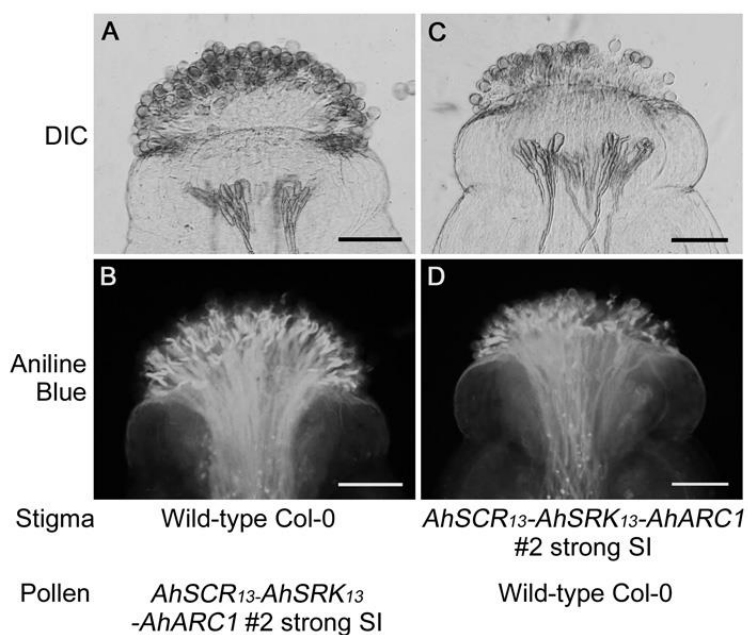 A
C
DIC
B
D
Aniline
Blue
Stigma
Wild-type Col-0
AhSCR13-AhSRK13-AhARC1
#2 strong SI
Pollen
AhSCR13-AhSRK13
-AhARC1 #2 strong SI
Wild-type Col-0